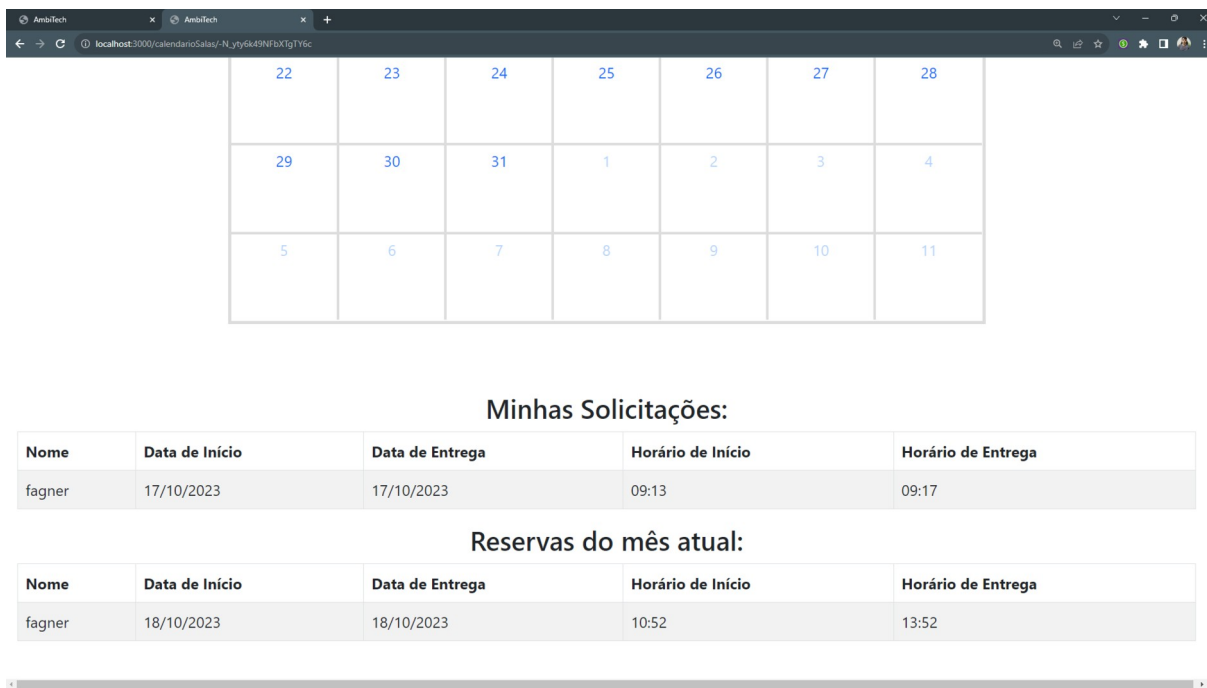 AmbiTech AmbiTech
localhost:3000/calendarioSalas/-N_yty6k49NFbXTgTY6c
22 23 24 25 26 27 28
29 30 31 1 2 3 4
5 6 7 8 9 10 11
Minhas Solicitações:
Nome Data de Início Data de Entrega Horário de Início Horário de Entrega
fagner 17/10/2023 17/10/2023 09:13 09:17
Reservas do mês atual:
Nome Data de Início Data de Entrega Horário de Início Horário de Entrega
fagner 18/10/2023 18/10/2023 10:52 13:52